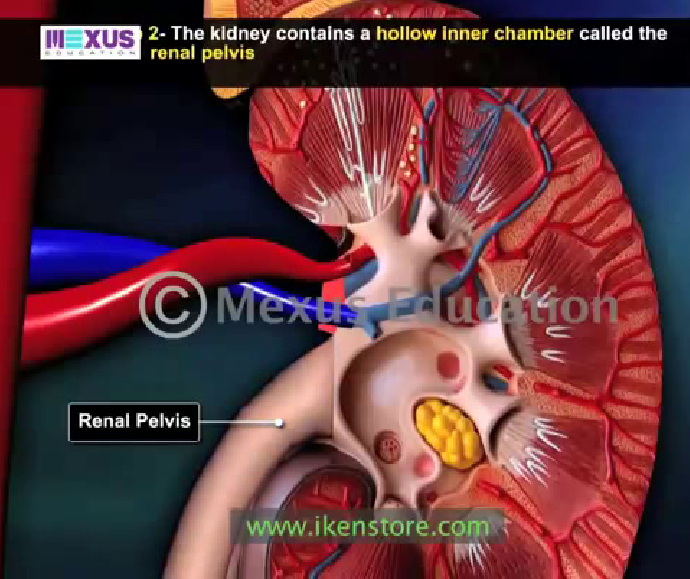 MEXUS
EDUCATION
2- The kidney contains a hollow inner chamber called the
renal pelvis
© Mexus Education
Renal Pelvis
www.ikenstore.com